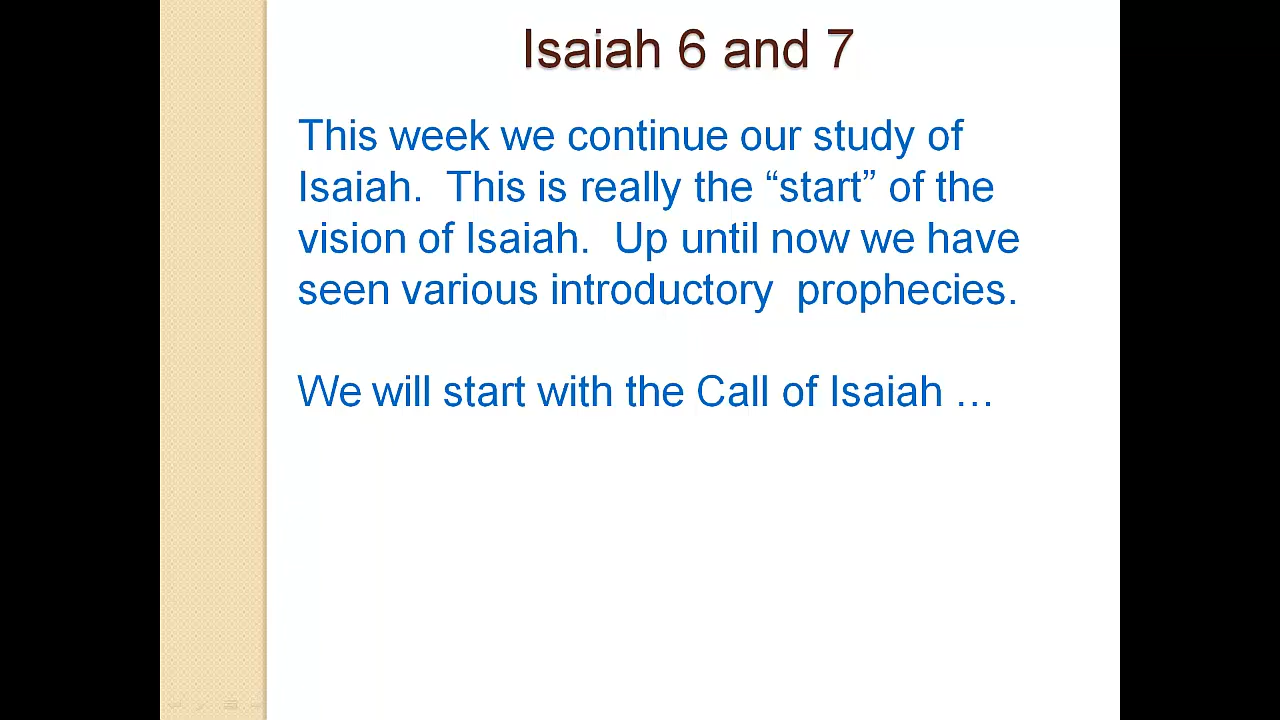 Isaiah 6 and 7
This week we continue our study of
Isaiah.  This is really the “start” of the
vision of Isaiah.  Up until now we have
seen various introductory  prophecies.
We will start with the Call of Isaiah …